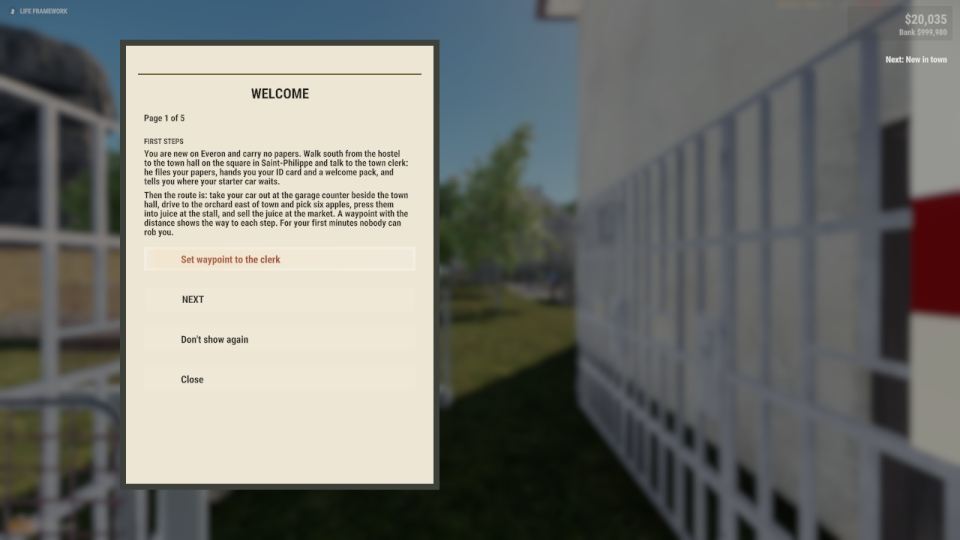 LIFE FRAMEWORK
$20,035
Bank $999,980
Next: New in town
WELCOME
Page 1 of 5
FIRST STEPS
You are new on Everon and carry no papers. Walk south from the hostel
to the town hall on the square in Saint-Philippe and talk to the town clerk:
he files your papers, hands you your ID card and a welcome pack, and
tells you where your starter car waits.
Then the route is: take your car out at the garage counter beside the town
hall, drive to the orchard east of town and pick six apples, press them
into juice at the stall, and sell the juice at the market. A waypoint with the
distance shows the way to each step. For your first minutes nobody can
rob you.
Set waypoint to the clerk
NEXT
Don't show again
Close